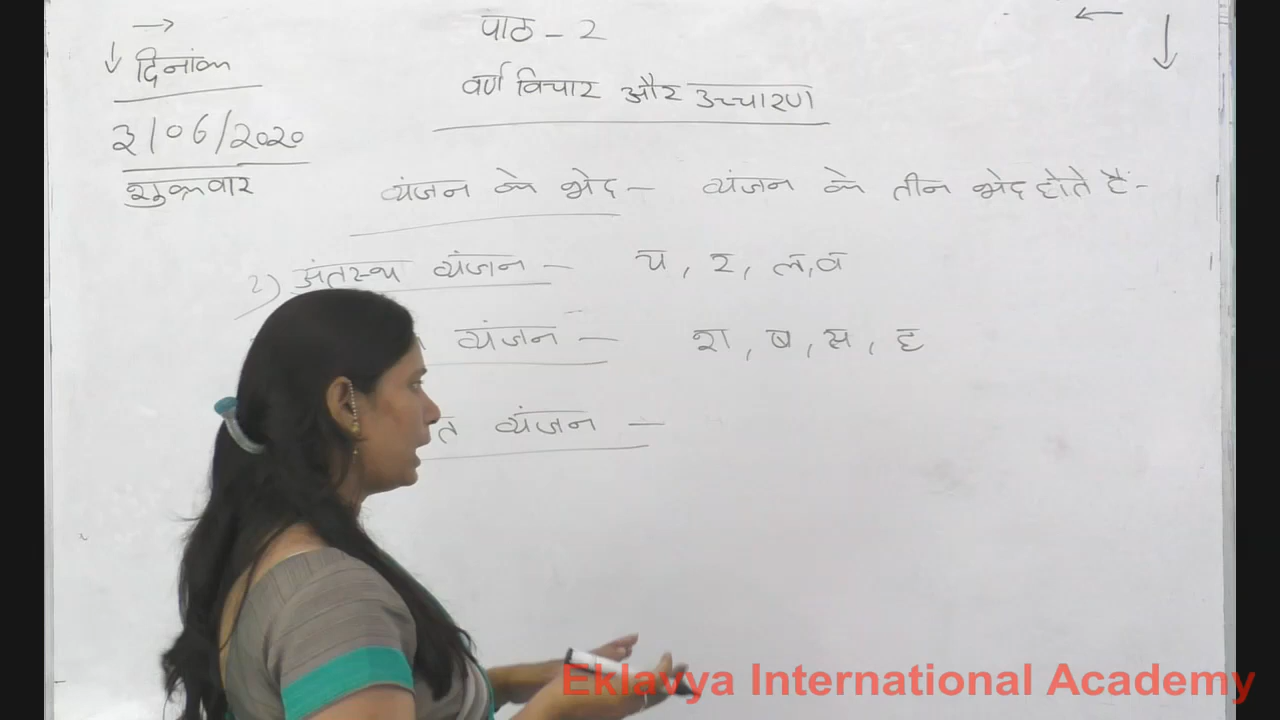 पाठ - 2
दिनांक
वर्ण विचार और उच्चारण
3/06/2020
शुक्रवार
व्यंजन के भेद - व्यंजन के तीन भेद होते हैं-
2) अंतस्थ व्यंजन - य, र, ल, व
व्यंजन - श, ष, स, ह
त व्यंजन -
Eklavya International Academy